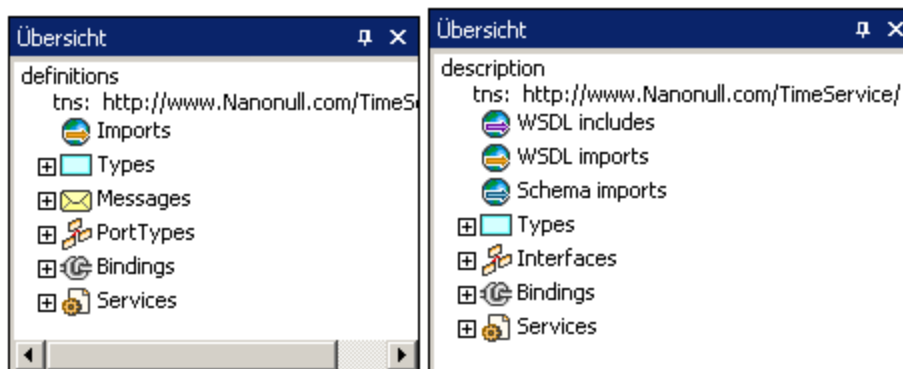 Übersicht
definitions
tns: http://www.Nanonull.com/TimeS
Imports
Types
Messages
PortTypes
Bindings
Services
Übersicht
description
tns: http://www.Nanonull.com/TimeService/
WSDL includes
WSDL imports
Schema imports
Types
Interfaces
Bindings
Services